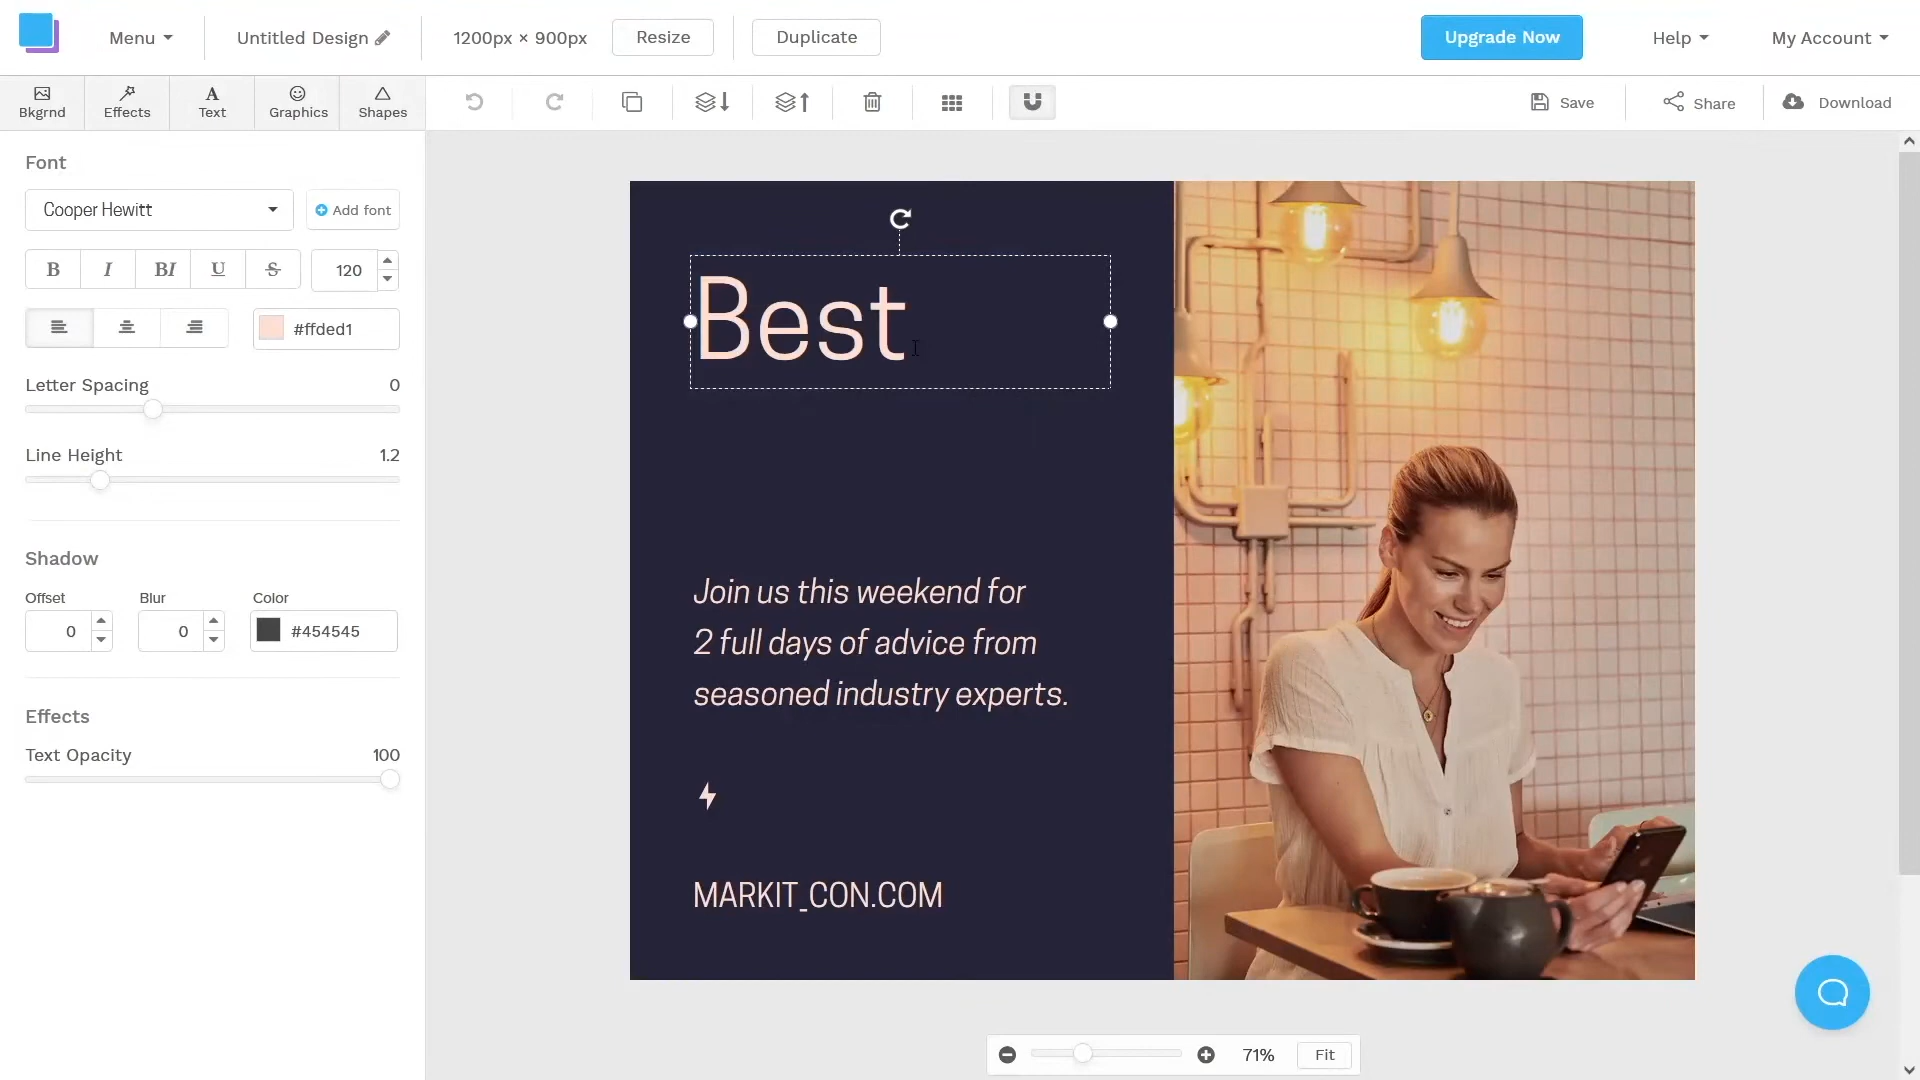 Menu
Untitled Design
1200px × 900px
Resize
Duplicate
Upgrade Now
Help
My Account
Bkgrnd
Effects
Text
Graphics
Shapes
Save
Share
Download
Font
Cooper Hewitt
Add font
B
I
BI
U
S
120
#ffded1
Letter Spacing 0
Line Height 1.2
Shadow
Offset Blur Color
0 0 #454545
Effects
Text Opacity 100
Best
Join us this weekend for
2 full days of advice from
seasoned industry experts.
MARKIT_CON.COM
71%
Fit